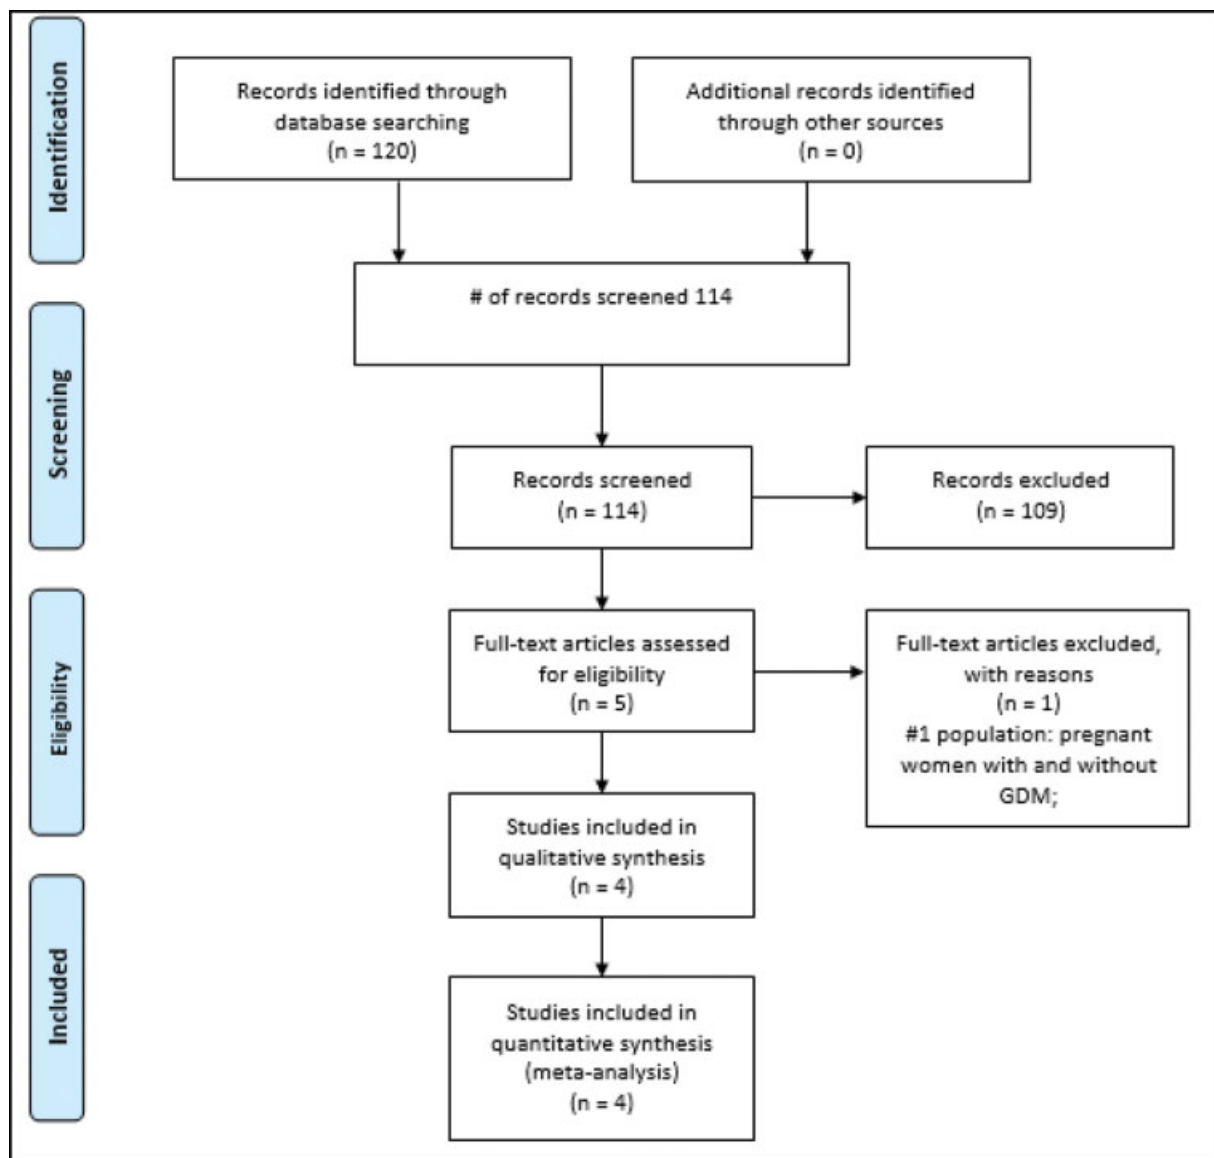 Identification
Records identified through
database searching
(n = 120)
Additional records identified
through other sources
(n = 0)
# of records screened 114
Screening
Records screened
(n = 114)
Records excluded
(n = 109)
Eligibility
Full-text articles assessed
for eligibility
(n = 5)
Full-text articles excluded,
with reasons
(n = 1)
#1 population: pregnant
women with and without
GDM;
Studies included in
qualitative synthesis
(n = 4)
Included
Studies included in
quantitative synthesis
(meta-analysis)
(n = 4)